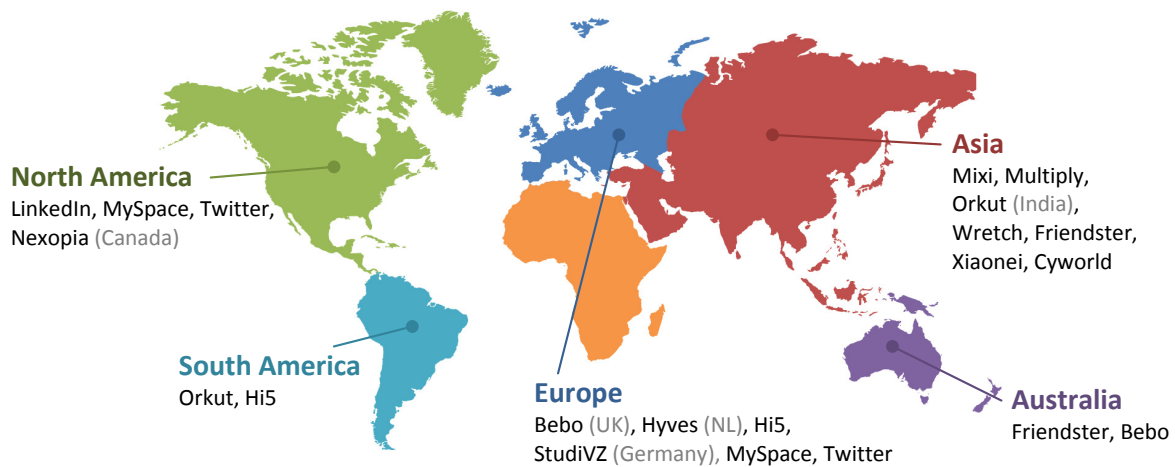 North America
LinkedIn, MySpace, Twitter,
Nexopia (Canada)
South America
Orkut, Hi5
Europe
Bebo (UK), Hyves (NL), Hi5,
StudiVZ (Germany), MySpace, Twitter
Asia
Mixi, Multiply,
Orkut (India),
Wretch, Friendster,
Xiaonei, Cyworld
Australia
Friendster, Bebo